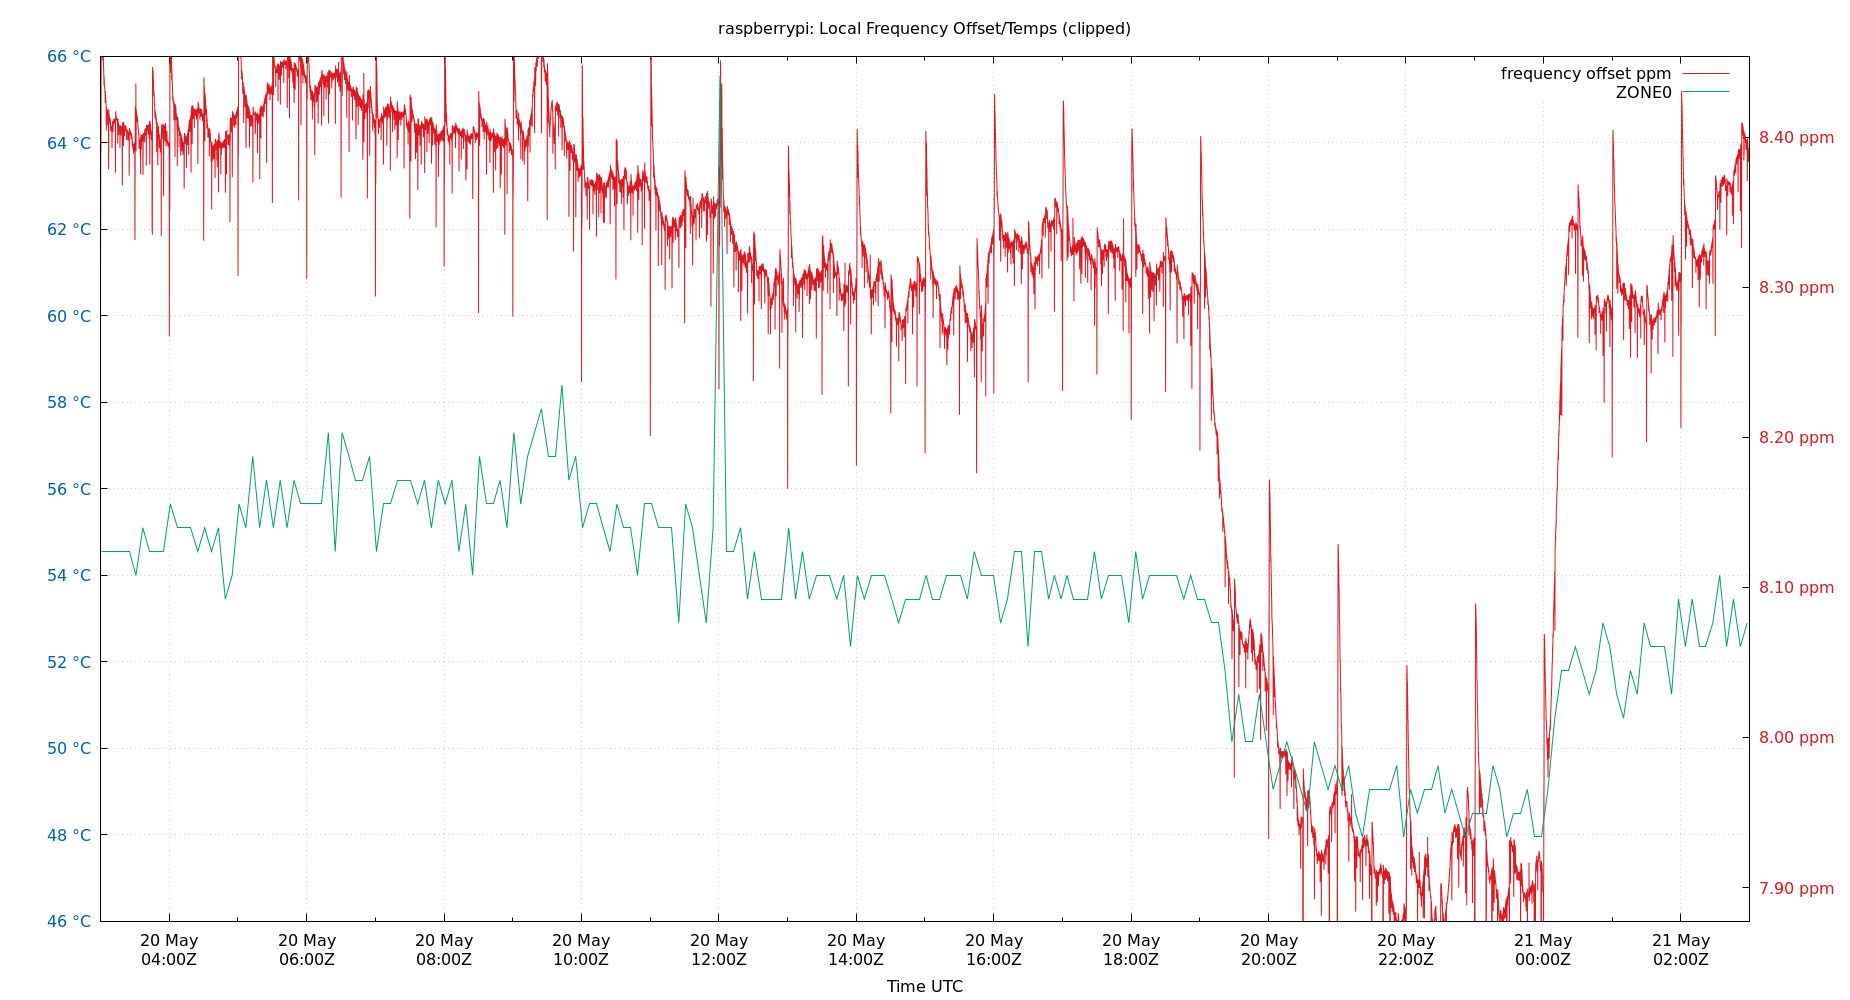 raspberrypi: Local Frequency Offset/Temps (clipped)
frequency offset ppm
ZONE0
66 °C
64 °C
62 °C
60 °C
58 °C
56 °C
54 °C
52 °C
50 °C
48 °C
46 °C
8.40 ppm
8.30 ppm
8.20 ppm
8.10 ppm
8.00 ppm
7.90 ppm
20 May 20 May 20 May 20 May 20 May 20 May 20 May 20 May 20 May 20 May 21 May 21 May
04:00Z 06:00Z 08:00Z 10:00Z 12:00Z 14:00Z 16:00Z 18:00Z 20:00Z 22:00Z 00:00Z 02:00Z
Time UTC